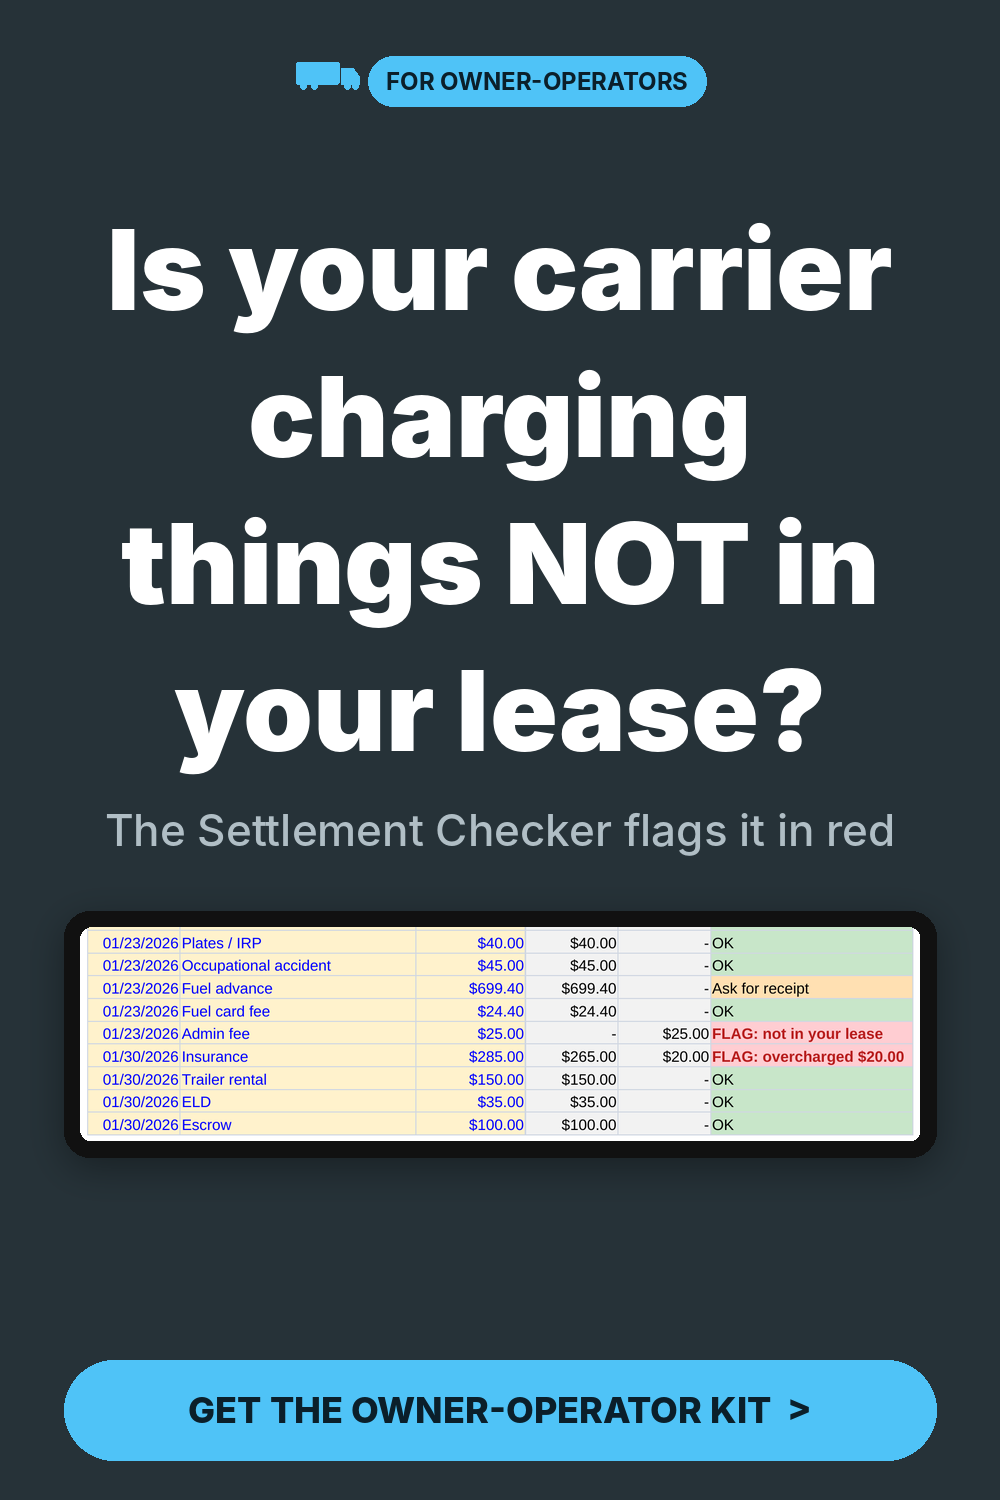 FOR OWNER-OPERATORS
Is your carrier
charging
things NOT in
your lease?
The Settlement Checker flags it in red
01/23/2026 Plates / IRP $40.00 $40.00 - OK
01/23/2026 Occupational accident $45.00 $45.00 - OK
01/23/2026 Fuel advance $699.40 $699.40 - Ask for receipt
01/23/2026 Fuel card fee $24.40 $24.40 - OK
01/23/2026 Admin fee $25.00 - $25.00 FLAG: not in your lease
01/30/2026 Insurance $285.00 $265.00 $20.00 FLAG: overcharged $20.00
01/30/2026 Trailer rental $150.00 $150.00 - OK
01/30/2026 ELD $35.00 $35.00 - OK
01/30/2026 Escrow $100.00 $100.00 - OK
GET THE OWNER-OPERATOR KIT >